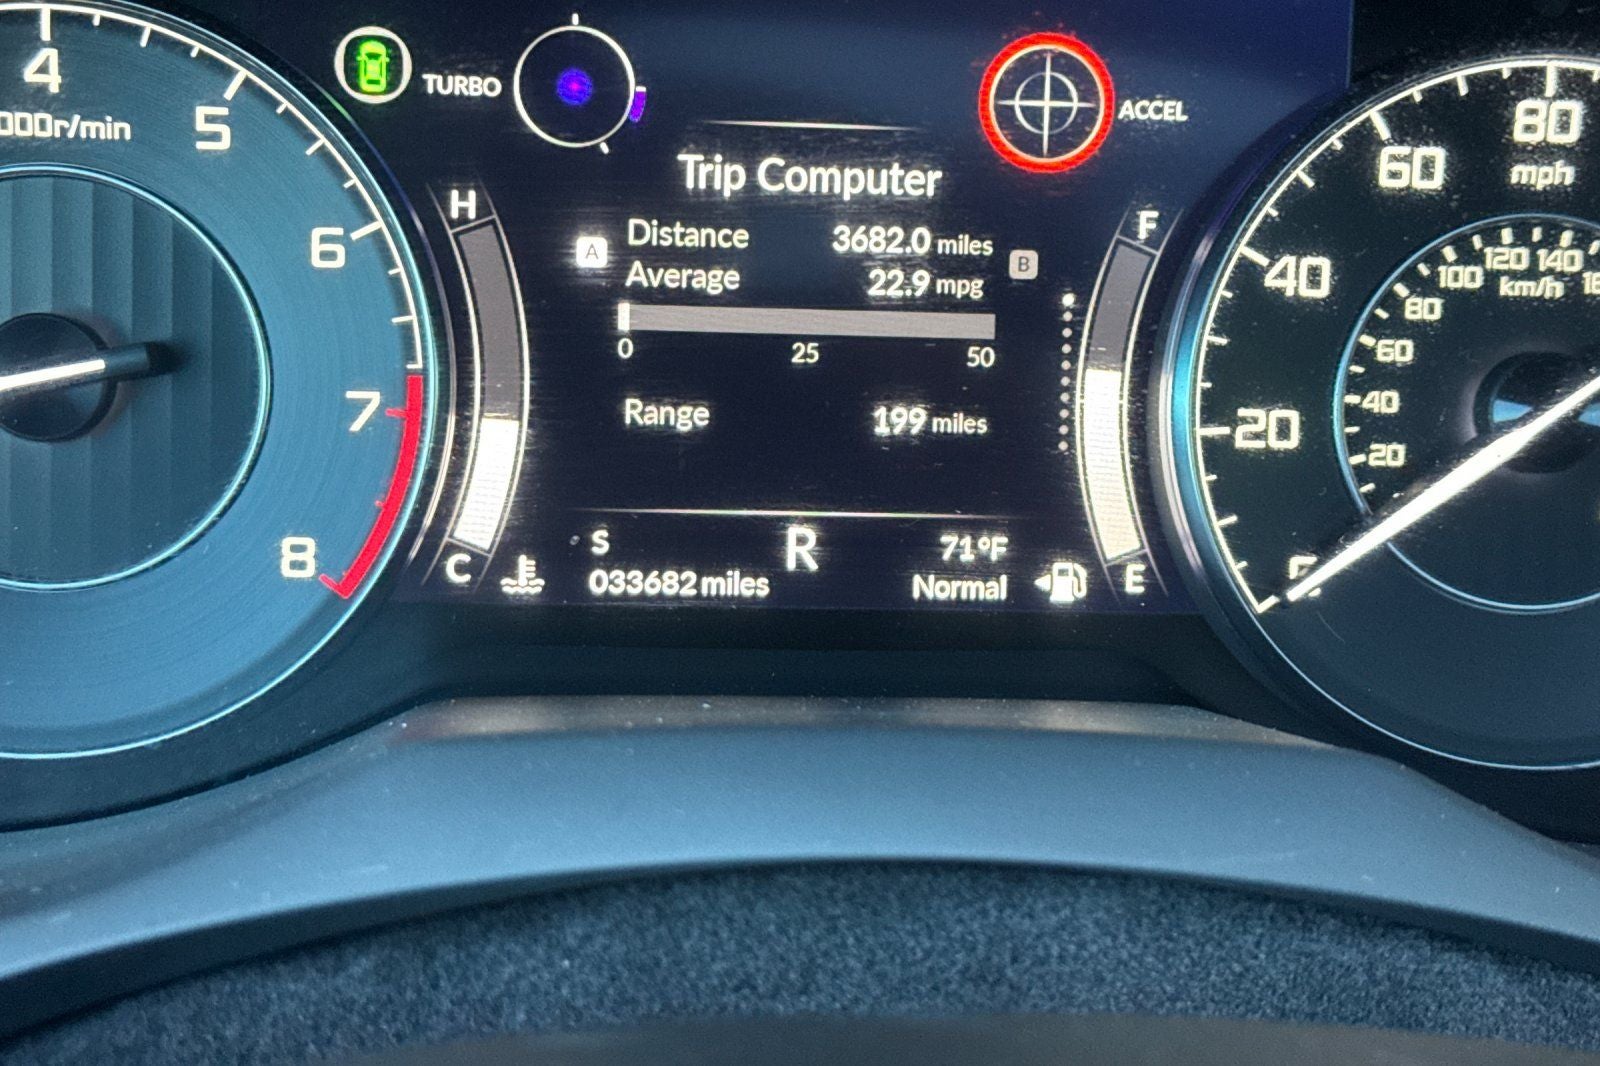 4
5
6
7
8
000r/min
TURBO
ACCEL
H
C
Trip Computer
A
B
Distance 3682.0 miles
Average 22.9 mpg
0 25 50
Range 199 miles
S
R
71°F
033682 miles
Normal
F
E
80
mph
60
40
20
120 140
100
km/h
80
60
40
20